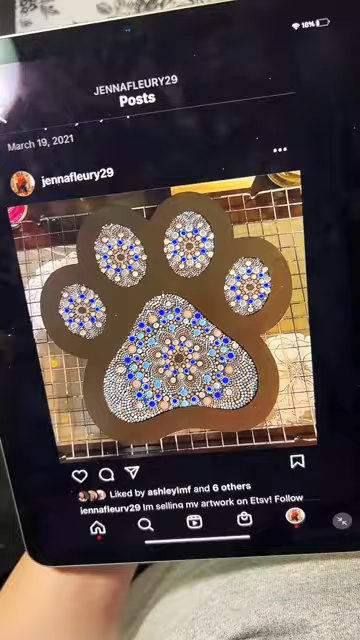 18%
JENNAFLEURY29
Posts
March 19, 2021
jennafleury29
Liked by ashleylmf and 6 others
jennafleury29 Im selling my artwork on Etsy! Follow